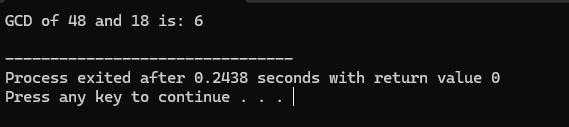 GCD of 48 and 18 is: 6
--------------------------------
Process exited after 0.2438 seconds with return value 0
Press any key to continue . . .